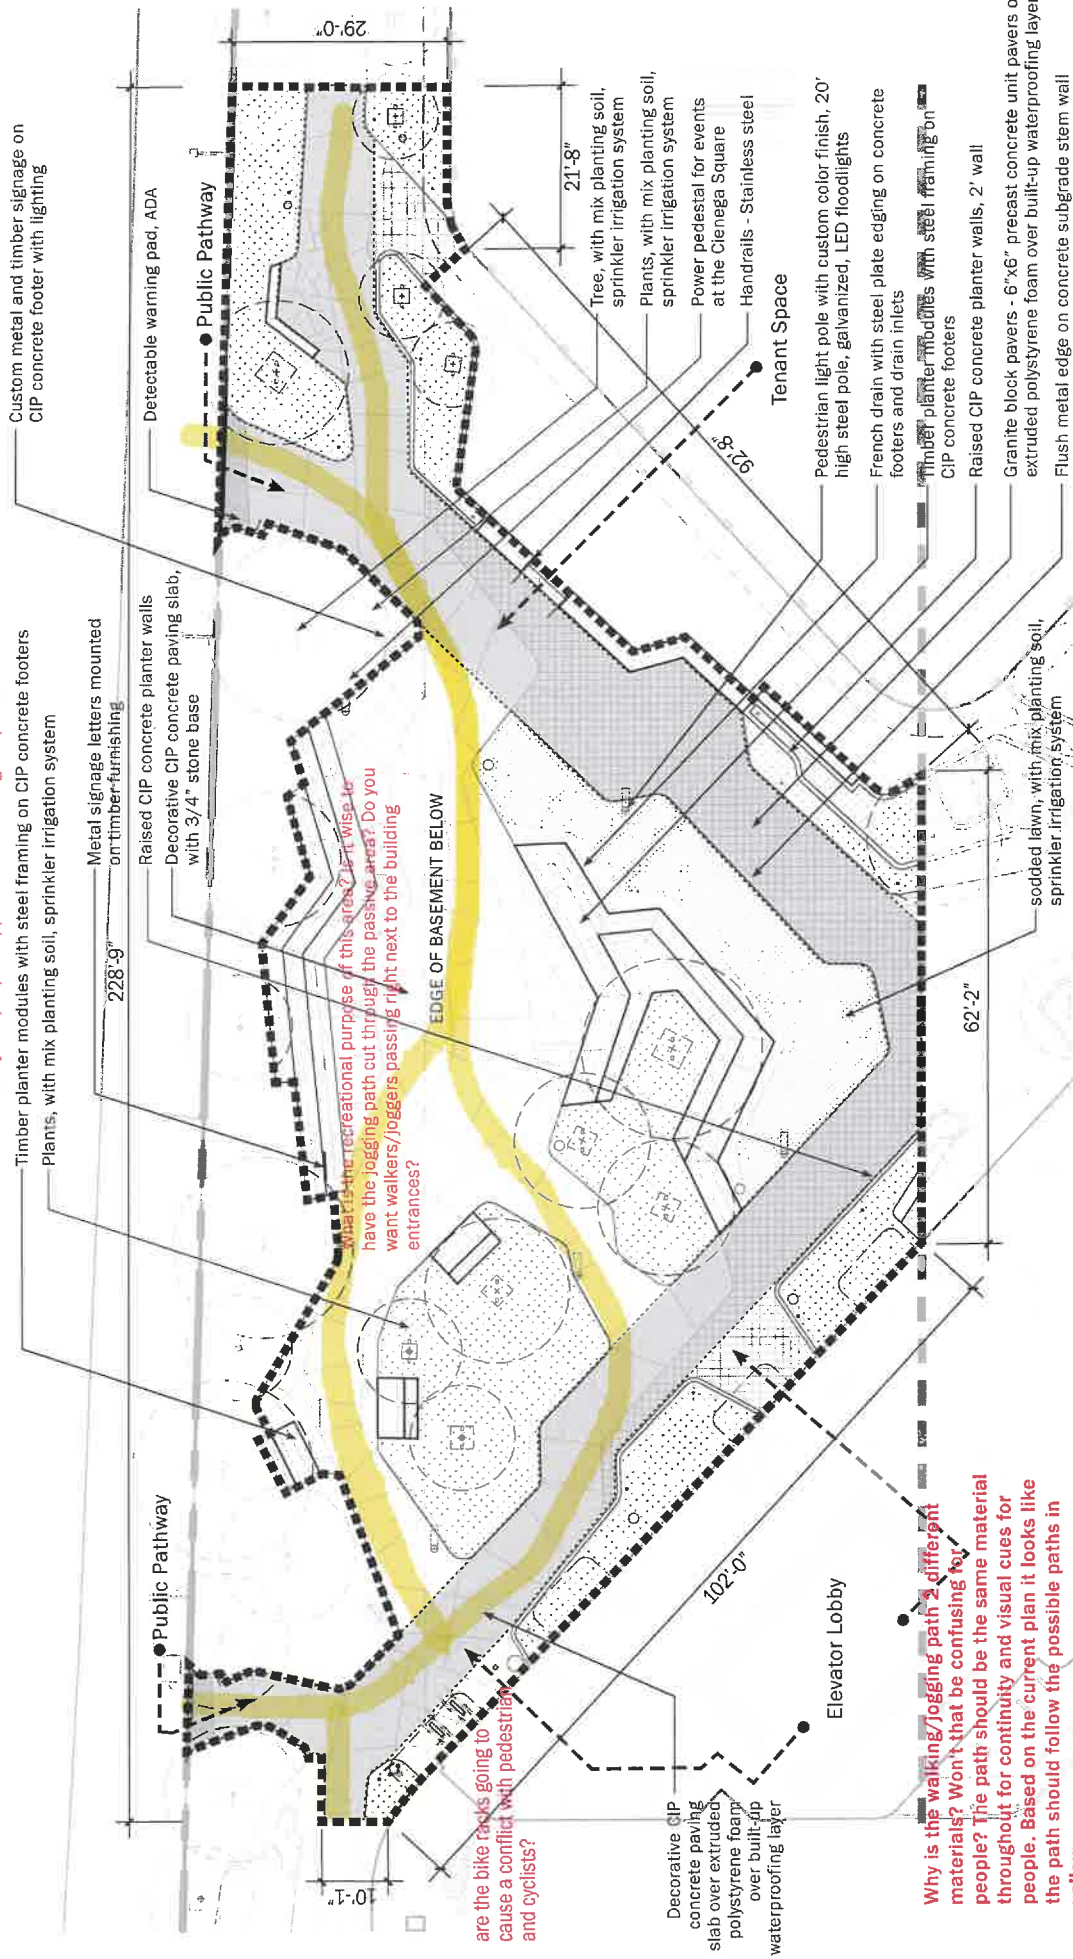 Custom metal and timber signage on
CIP concrete footer with lighting
Timber planter modules with steel framing on CIP concrete footers
Plants, with mix planting soil, sprinkler irrigation system
Detectable warning pad, ADA
Public Pathway
29'-0"
228'-9"
Metal signage letters mounted
on timber furnishing
Raised CIP concrete planter walls
Decorative CIP concrete paving slab,
with 3/4" stone base
Public Pathway
What is the recreational purpose of this area? Is it wise to
have the jogging path cut through the passive area? Do you
want walkers/joggers passing right next to the building
entrances?
EDGE OF BASEMENT BELOW
21'-8"
Tree, with mix planting soil,
sprinkler irrigation system
Plants, with mix planting soil,
sprinkler irrigation system
Power pedestal for events
at the Cienega Square
Handrails - Stainless steel
Tenant Space
92'-8"
Pedestrian light pole with custom color finish, 20'
high steel pole, galvanized, LED floodlights
French drain with steel plate edging on concrete
footers and drain inlets
Timber planter modules with steel framing on
CIP concrete footers
Raised CIP concrete planter walls, 2' wall
Granite block pavers - 6"x6" precast concrete unit pavers
extruded polystyrene foam over built-up waterproofing layer
Flush metal edge on concrete subgrade stem wall
sodded lawn, with mix planting soil,
sprinkler irrigation system
62'-2"
102'-0"
10'-1"
are the bike racks going to
cause a conflict with pedestrian
and cyclists?
Elevator Lobby
Decorative CIP
concrete paving
slab over extruded
polystyrene foam
over built-up
waterproofing layer
Why is the walking/jogging path 2 different
materials? Won't that be confusing for
people? The path should be the same material
throughout for continuity and visual cues for
people. Based on the current plan it looks like
the path should follow the possible paths in